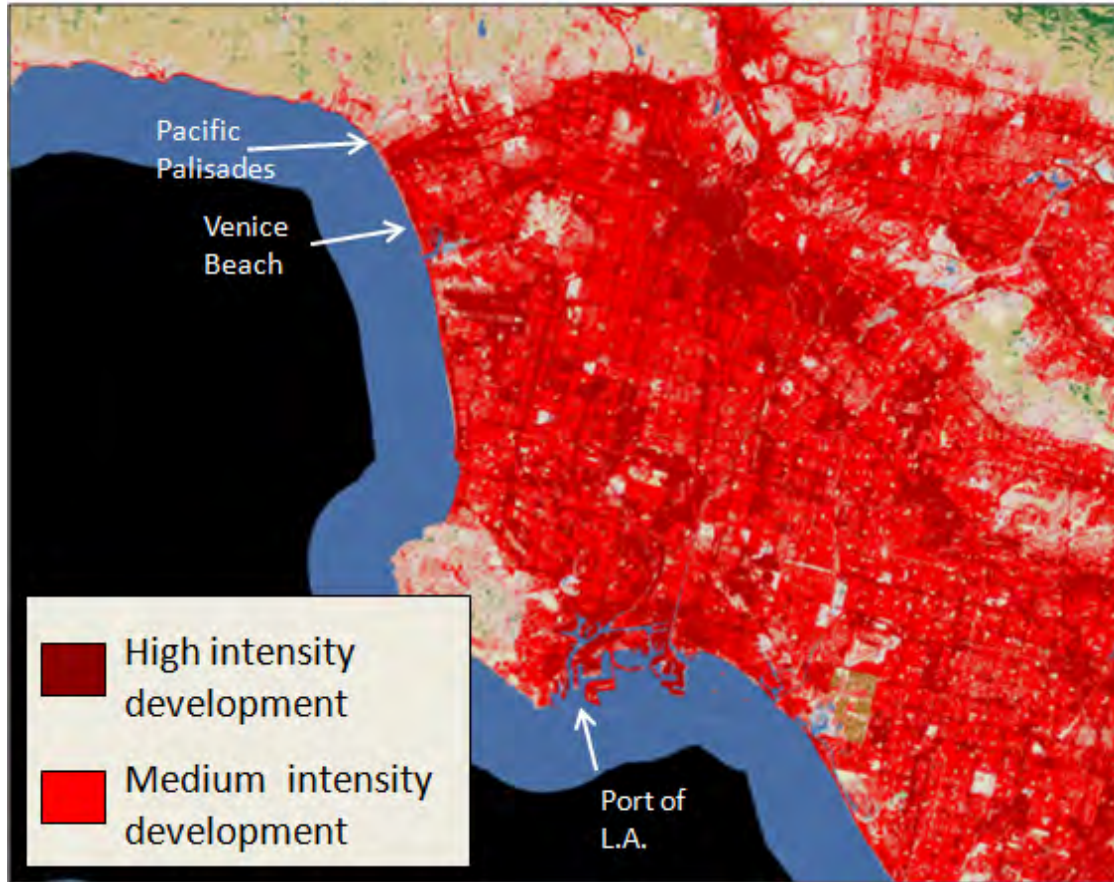 Pacific
Palisades
Venice
Beach
High intensity
development
Medium intensity
development
Port of
L.A.